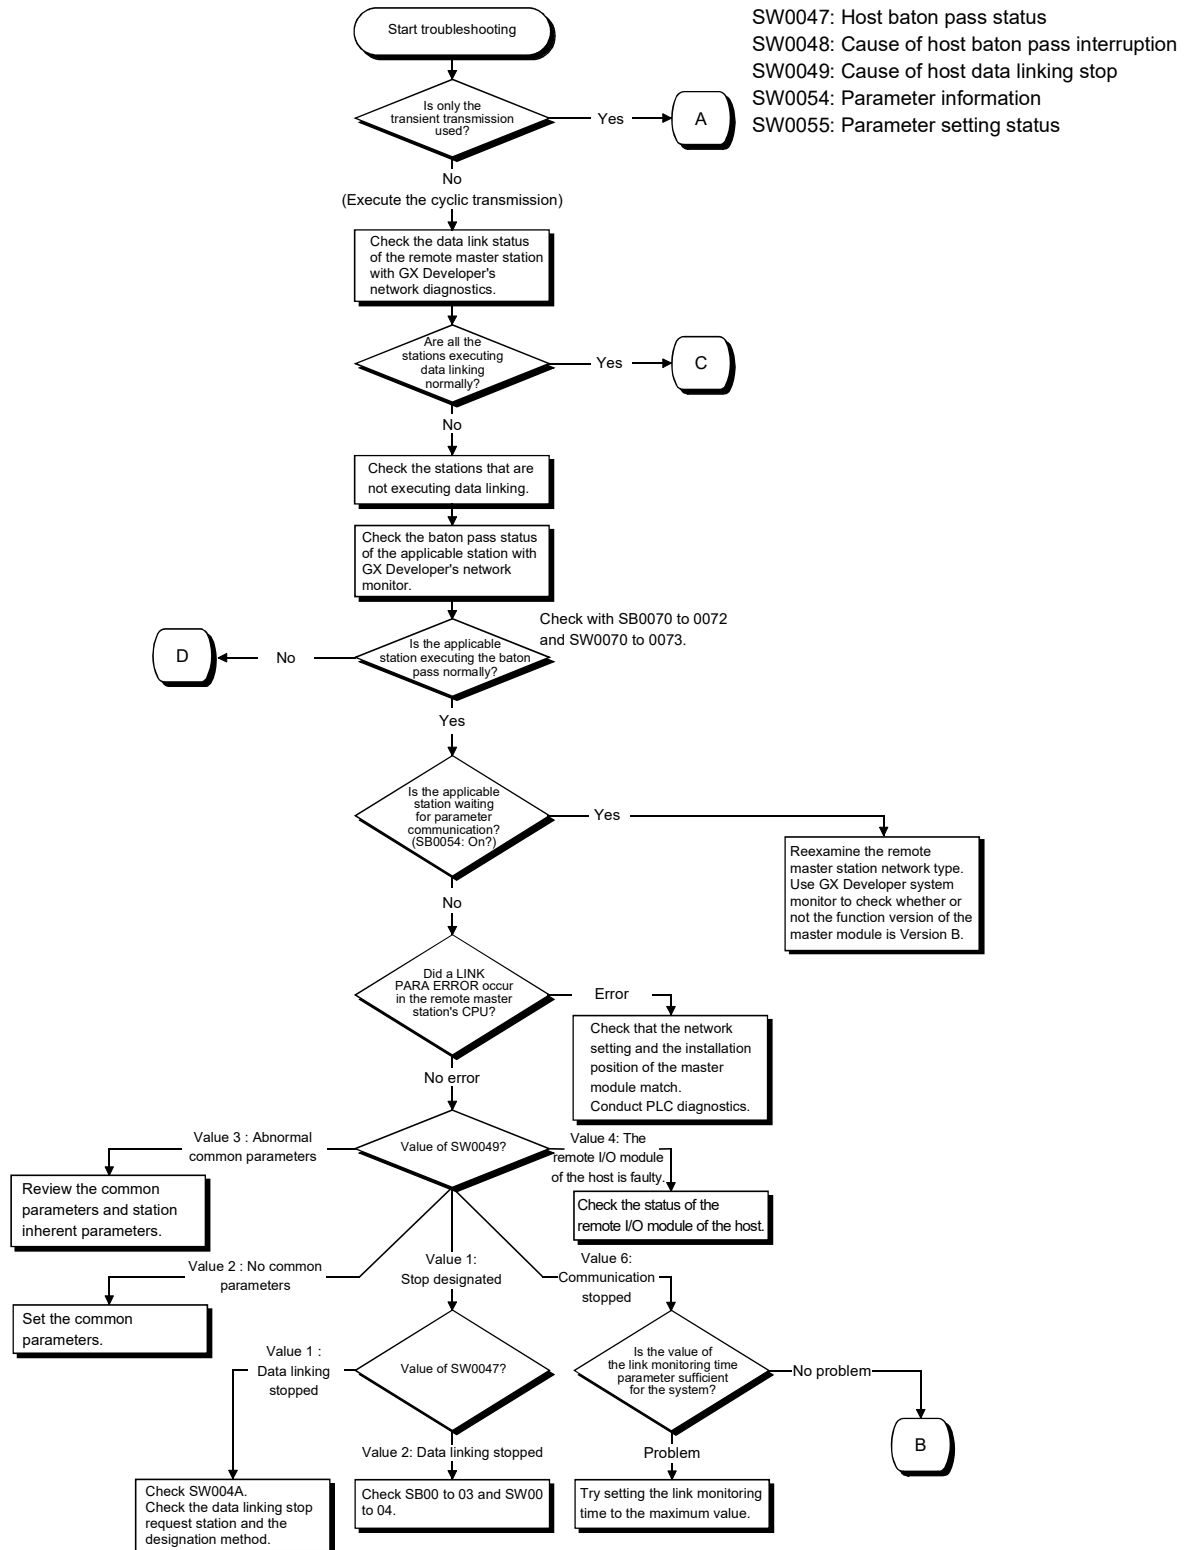 Start troubleshooting
SW0047: Host baton pass status
SW0048: Cause of host baton pass interruption
SW0049: Cause of host data linking stop
SW0054: Parameter information
SW0055: Parameter setting status
Is only the
transient transmission
used?
Yes
A
No
(Execute the cyclic transmission)
Check the data link status
of the remote master station
with GX Developer's
network diagnostics.
Are all the
stations executing
data linking
normally?
Yes
C
No
Check the stations that are
not executing data linking.
Check the baton pass status
of the applicable station with
GX Developer's network
monitor.
Check with SB0070 to 0072
and SW0070 to 0073.
Is the applicable
station executing the baton
pass normally?
No
D
Yes
Is the applicable
station waiting
for parameter
communication?
(SB0054: On?)
Yes
Reexamine the remote
master station network type.
Use GX Developer system
monitor to check whether or
not the function version of the
master module is Version B.
No
Did a LINK
PARA ERROR occur
in the remote master
station's CPU?
Error
Check that the network
setting and the installation
position of the master
module match.
Conduct PLC diagnostics.
No error
Value of SW0049?
Value 3 : Abnormal
common parameters
Review the common
parameters and station
inherent parameters.
Value 4: The
remote I/O module
of the host is faulty.
Check the status of the
remote I/O module of the host.
Value 2 : No common
parameters
Set the common
parameters.
Value 1:
Stop designated
Value 6:
Communication
stopped
Value of SW0047?
Value 1 :
Data linking
stopped
Check SW004A.
Check the data linking stop
request station and the
designation method.
Value 2: Data linking stopped
Check SB00 to 03 and SW00
to 04.
Is the value of
the link monitoring time
parameter sufficient
for the system?
No problem
B
Problem
Try setting the link monitoring
time to the maximum value.